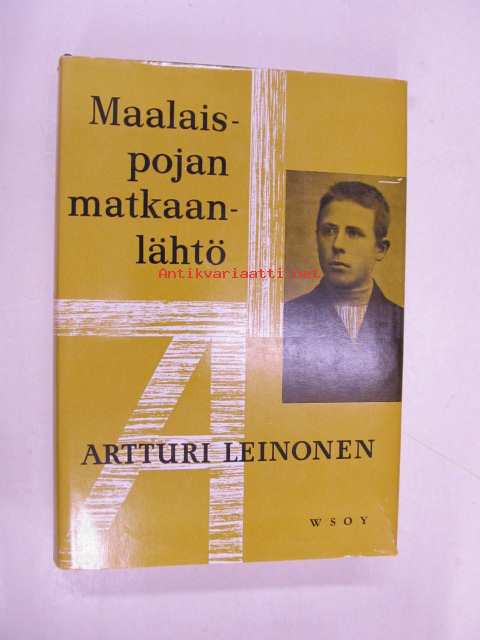 Maalais-
pojan
matkaan-
lähtö
Antikvariaatti.net
A
ARTTURI LEINONEN
WSOY